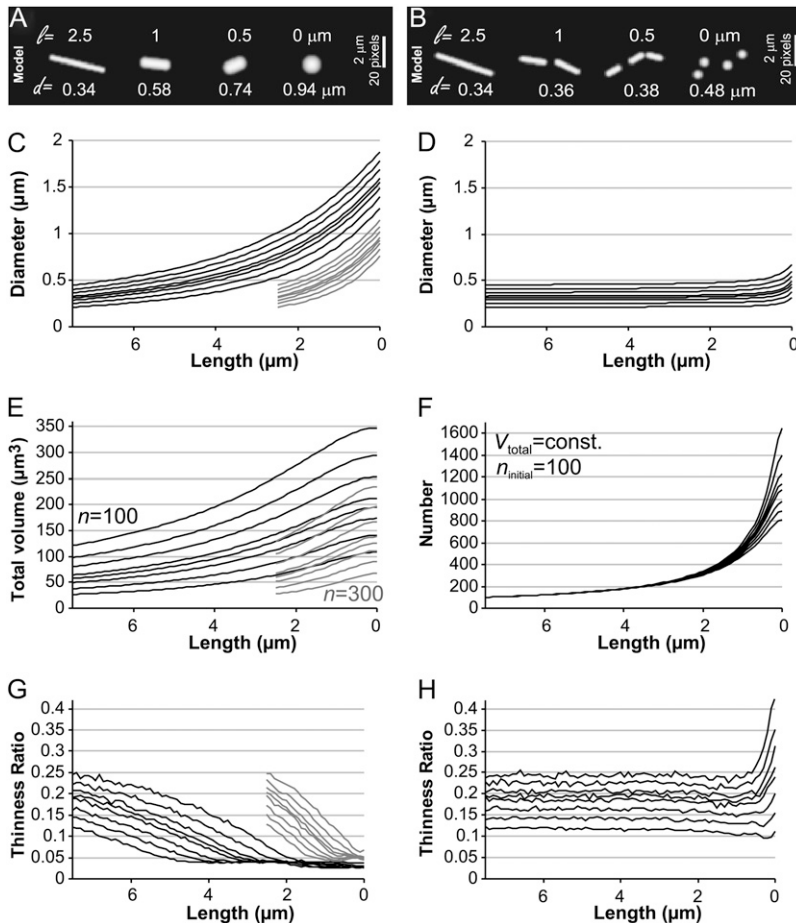 A
B
Model
ℓ= 2.5 1 0.5 0 µm
d= 0.34 0.58 0.74 0.94 µm
2 µm
20 pixels
Model
ℓ= 2.5 1 0.5 0 µm
d= 0.34 0.36 0.38 0.48 µm
2 µm
20 pixels
C
Diameter (µm)
2
1.5
1
0.5
0
6 4 2 0
Length (µm)
D
Diameter (µm)
2
1.5
1
0.5
0
6 4 2 0
Length (µm)
E
Total volume (µm³)
350
300
250
200
150
100
50
0
n=100
n=300
6 4 2 0
Length (µm)
F
Number
1600
1400
1200
1000
800
600
400
200
0
Vtotal=const.
ninitial=100
6 4 2 0
Length (µm)
G
Thinness Ratio
0.4
0.35
0.3
0.25
0.2
0.15
0.1
0.05
0
6 4 2 0
Length (µm)
H
Thinness Ratio
0.4
0.35
0.3
0.25
0.2
0.15
0.1
0.05
0
6 4 2 0
Length (µm)